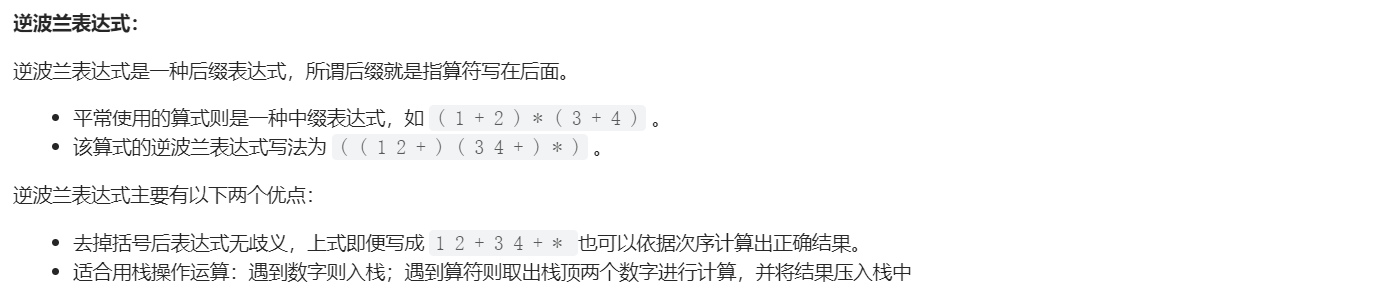 逆波兰表达式：
逆波兰表达式是一种后缀表达式，所谓后缀就是指算符写在后面。
平常使用的算式则是一种中缀表达式，如 ( 1 + 2 ) * ( 3 + 4 ) 。
该算式的逆波兰表达式写法为 ( ( 1 2 + ) ( 3 4 + ) * ) 。
逆波兰表达式主要有以下两个优点：
去掉括号后表达式无歧义，上式即便写成 1 2 + 3 4 + * 也可以依据次序计算出正确结果。
适合用栈操作运算：遇到数字则入栈；遇到算符则取出栈顶两个数字进行计算，并将结果压入栈中